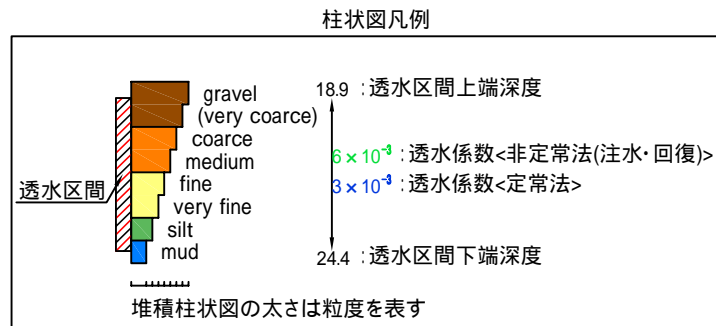 柱状図凡例
gravel
(very coarce)
coarce
medium
fine
very fine
silt
mud
透水区間
18.9 :透水区間上端深度
6×10⁻³ :透水係数<非定常法(注水・回復)>
3×10⁻³ :透水係数<定常法>
24.4 :透水区間下端深度
堆積柱状図の太さは粒度を表す